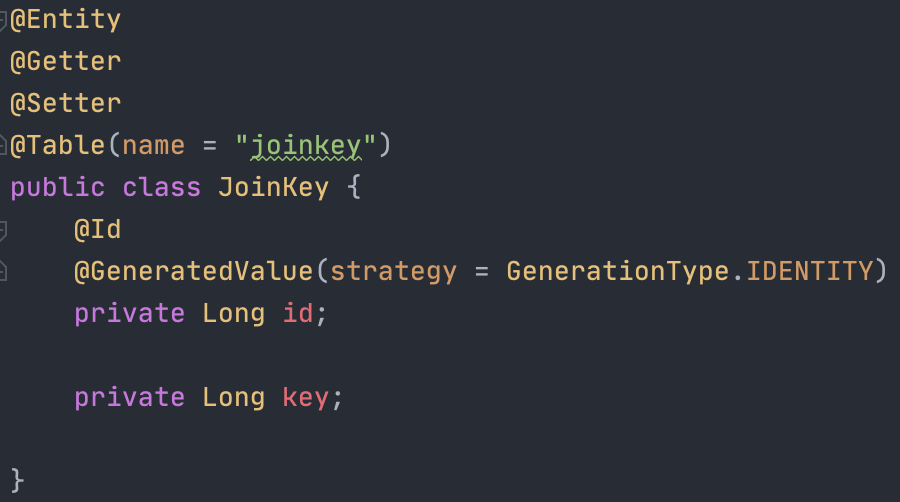 @Entity
@Getter
@Setter
@Table(name = "joinkey")
public class JoinKey {
    @Id
    @GeneratedValue(strategy = GenerationType.IDENTITY)
    private Long id;

    private Long key;

}